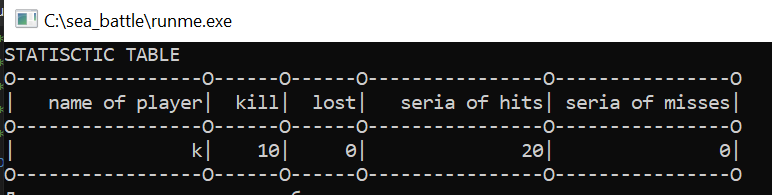 C:\sea_battle\runme.exe
STATISCTIC TABLE
O-----------------O------O------O---------------O---------------O
| name of player| kill| lost| seria of hits| seria of misses|
O-----------------O------O------O---------------O---------------O
| k| 10| 0| 20| 0|
O-----------------O------O------O---------------O---------------O